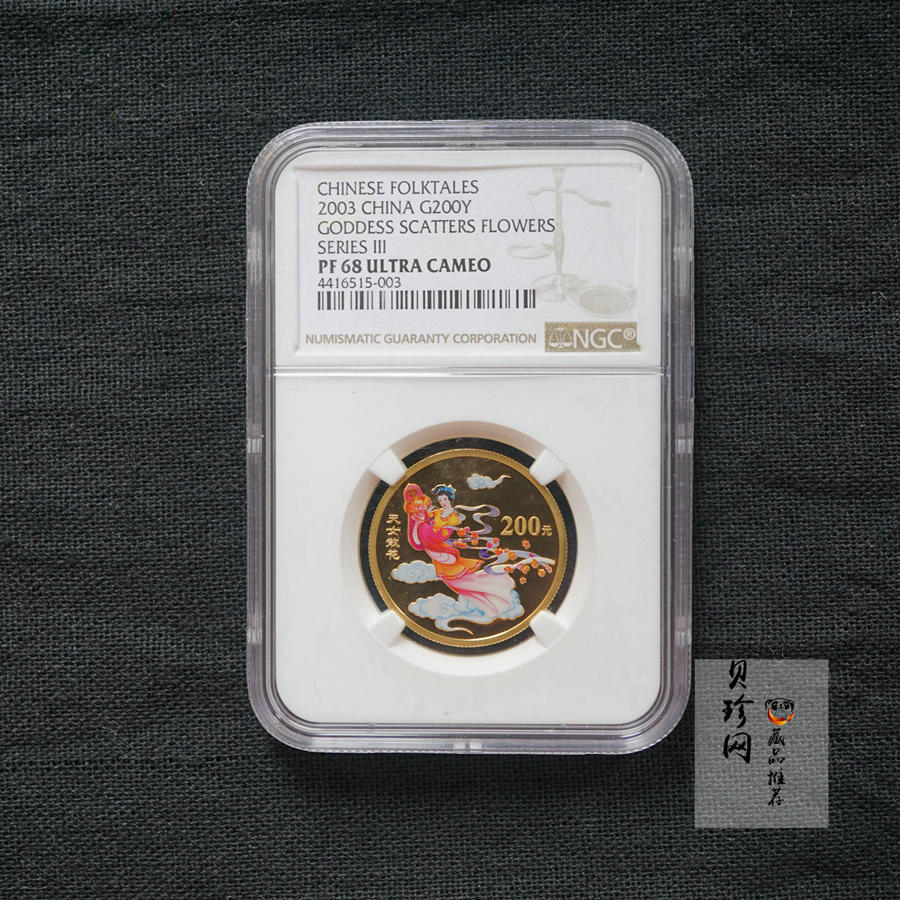 CHINESE FOLKTALES
2003 CHINA G200Y
GODDESS SCATTERS FLOWERS
SERIES III
PF 68 ULTRA CAMEO
4416515-003
NUMISMATIC GUARANTY CORPORATION
NGC®
天女散花
200元
贝珍网
藏品推荐